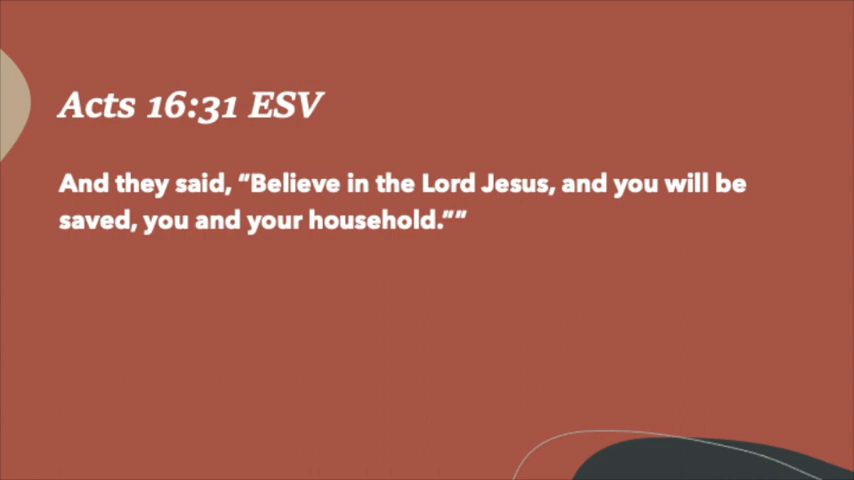 Acts 16:31 ESV
And they said, “Believe in the Lord Jesus, and you will be
saved, you and your household.””